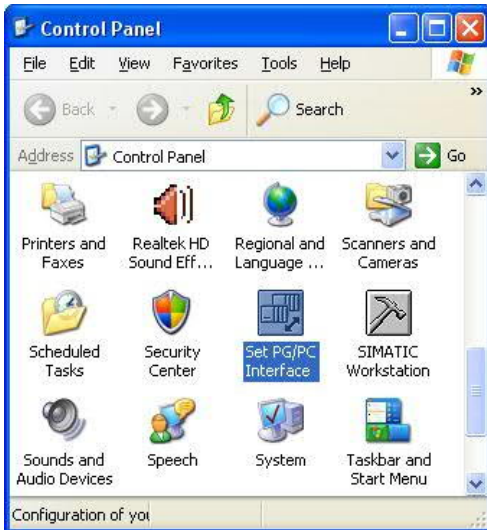 Control Panel
File Edit View Favorites Tools Help
Back Search »
Address Control Panel Go
Printers and Faxes
Realtek HD Sound Eff...
Regional and Language ...
Scanners and Cameras
Scheduled Tasks
Security Center
Set PG/PC Interface
SIMATIC Workstation
Sounds and Audio Devices
Speech
System
Taskbar and Start Menu
Configuration of you